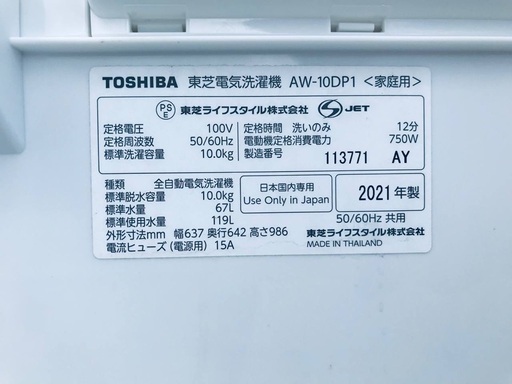 TOSHIBA 東芝電気洗濯機 AW-10DP1 <家庭用>
PSE 東芝ライフスタイル株式会社 S JET
定格電圧 100V
定格周波数 50/60Hz
標準洗濯容量 10.0kg
定格時間 洗いのみ 12分
電動機定格消費電力 750W
製造番号 113771 AY
種類 全自動電気洗濯機
標準脱水容量 10.0kg
標準水量 67L
標準使用水量 119L
外形寸法mm 幅637 奥行642 高さ986
電流ヒューズ(電源用) 15A
日本国内専用
Use Only in Japan
2021年製
50/60Hz 共用
東芝ライフスタイル株式会社
MADE IN THAILAND